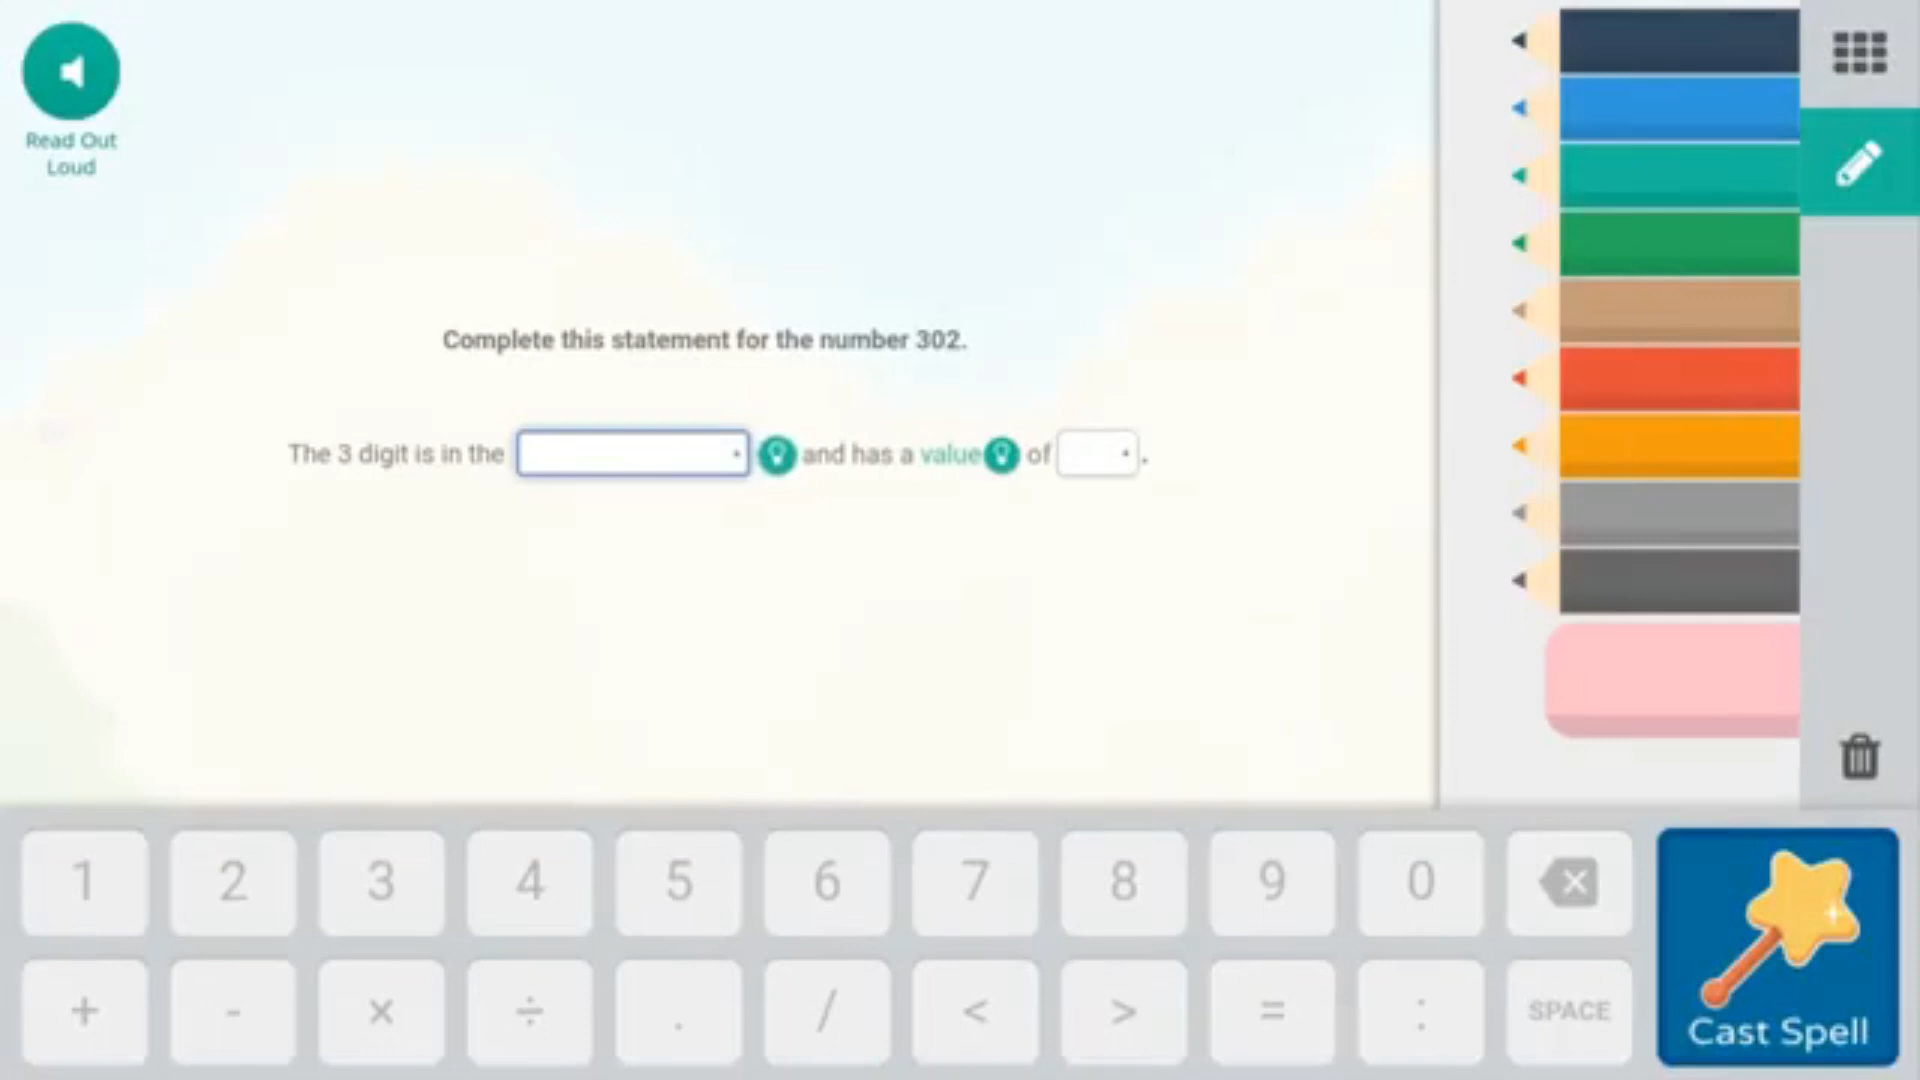 Read Out
Loud
Complete this statement for the number 302.
The 3 digit is in the and has a value of .
1 2 3 4 5 6 7 8 9 0
+ - × ÷ . / < > = : SPACE
Cast Spell